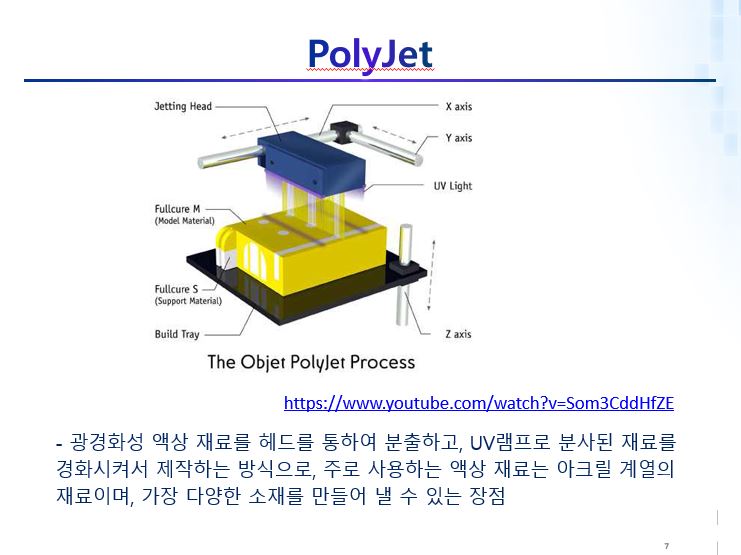 PolyJet
Jetting Head
X axis
Y axis
UV Light
Fullcure M
(Model Material)
Fullcure S
(Support Material)
Build Tray
Z axis
The Objet PolyJet Process
https://www.youtube.com/watch?v=Som3CddHfZE
- 광경화성 액상 재료를 헤드를 통하여 분출하고, UV램프로 분사된 재료를
경화시켜서 제작하는 방식으로, 주로 사용하는 액상 재료는 아크릴 계열의
재료이며, 가장 다양한 소재를 만들어 낼 수 있는 장점
7